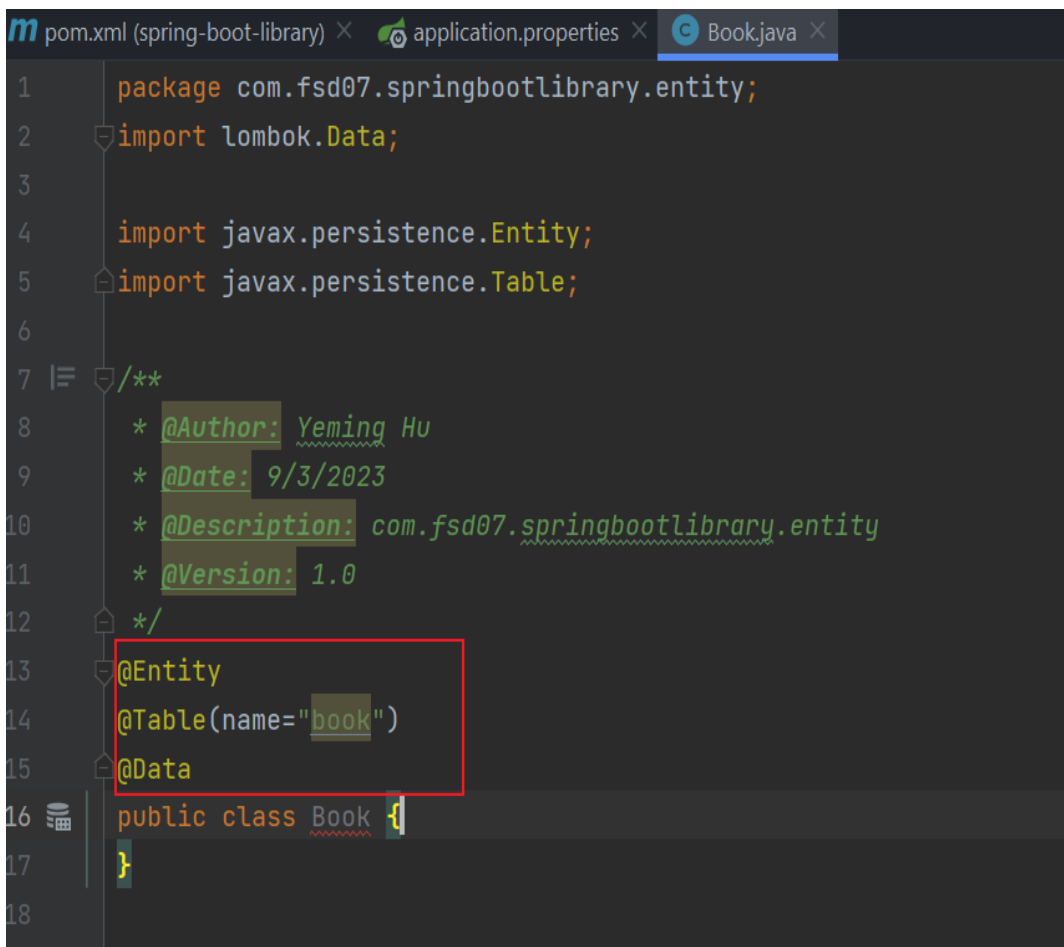 pom.xml (spring-boot-library) application.properties Book.java
1 package com.fsd07.springbootlibrary.entity;
2 import lombok.Data;
3
4 import javax.persistence.Entity;
5 import javax.persistence.Table;
6
7 /**
8 * @Author: Yeming Hu
9 * @Date: 9/3/2023
10 * @Description: com.fsd07.springbootlibrary.entity
11 * @Version: 1.0
12 */
13 @Entity
14 @Table(name="book")
15 @Data
16 public class Book {
17 }
18